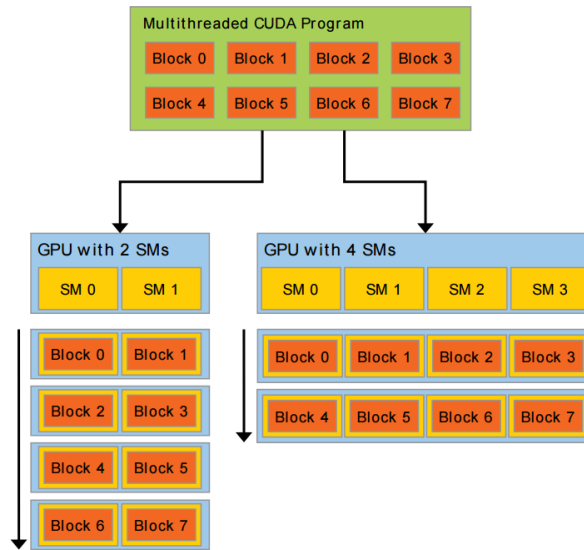 Multithreaded CUDA Program
Block 0 Block 1 Block 2 Block 3
Block 4 Block 5 Block 6 Block 7
GPU with 2 SMs
SM 0 SM 1
Block 0 Block 1
Block 2 Block 3
Block 4 Block 5
Block 6 Block 7
GPU with 4 SMs
SM 0 SM 1 SM 2 SM 3
Block 0 Block 1 Block 2 Block 3
Block 4 Block 5 Block 6 Block 7